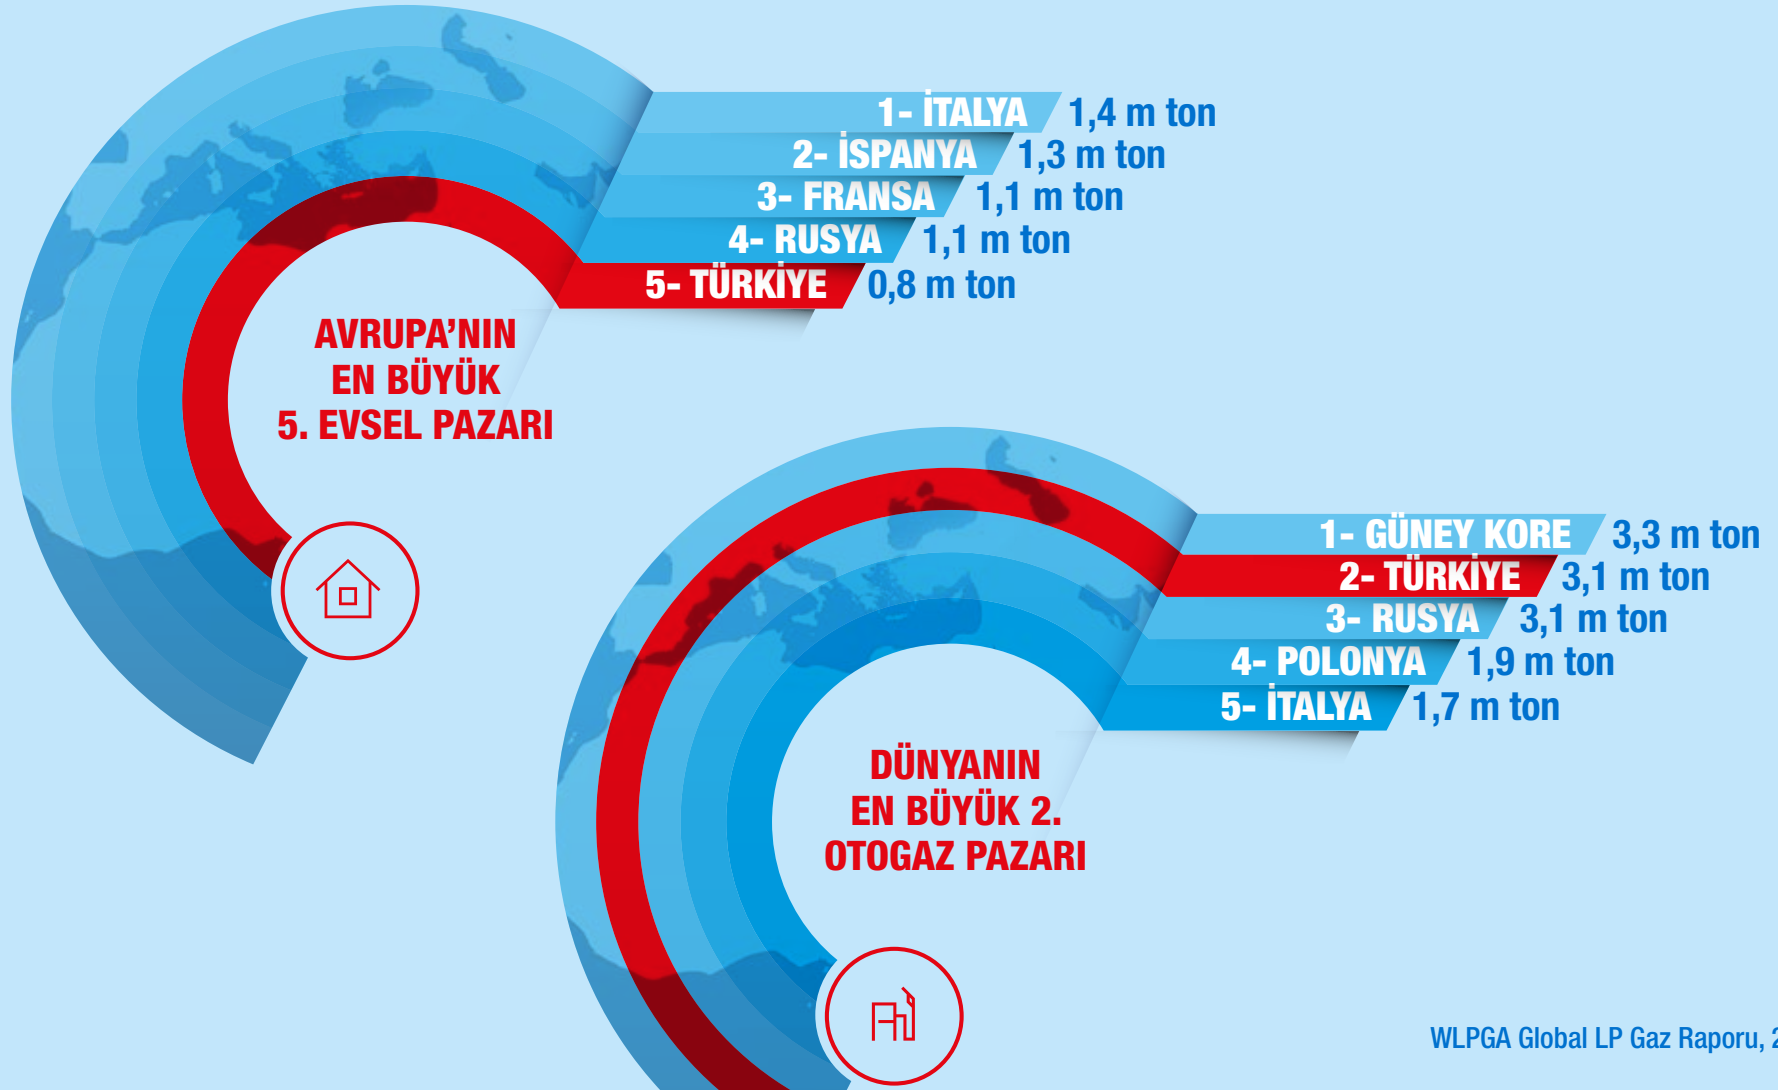 1- İTALYA 1,4 m ton
2- İSPANYA 1,3 m ton
3- FRANSA 1,1 m ton
4- RUSYA 1,1 m ton
5- TÜRKİYE 0,8 m ton
AVRUPA’NIN
EN BÜYÜK
5. EVSEL PAZARI
1- GÜNEY KORE 3,3 m ton
2- TÜRKİYE 3,1 m ton
3- RUSYA 3,1 m ton
4- POLONYA 1,9 m ton
5- İTALYA 1,7 m ton
DÜNYANIN
EN BÜYÜK 2.
OTOGAZ PAZARI
WLPGA Global LP Gaz Raporu,